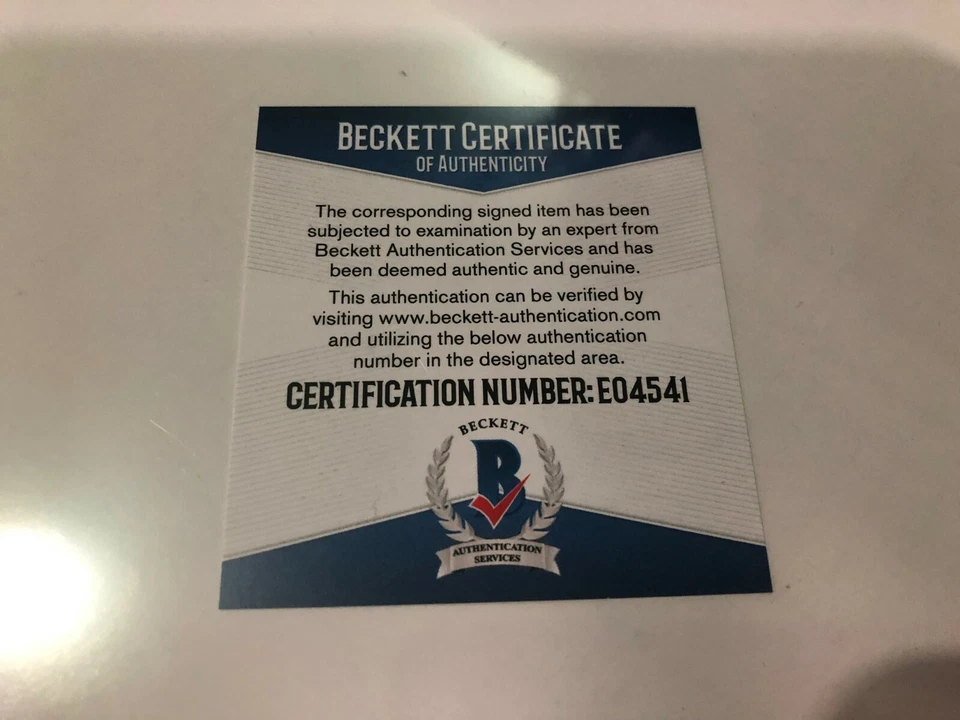 BECKETT CERTIFICATE
OF AUTHENTICITY
The corresponding signed item has been
subjected to examination by an expert from
Beckett Authentication Services and has
been deemed authentic and genuine.
This authentication can be verified by
visiting www.beckett-authentication.com
and utilizing the below authentication
number in the designated area.
CERTIFICATION NUMBER: E04541
BECKETT
B
AUTHENTICATION
SERVICES